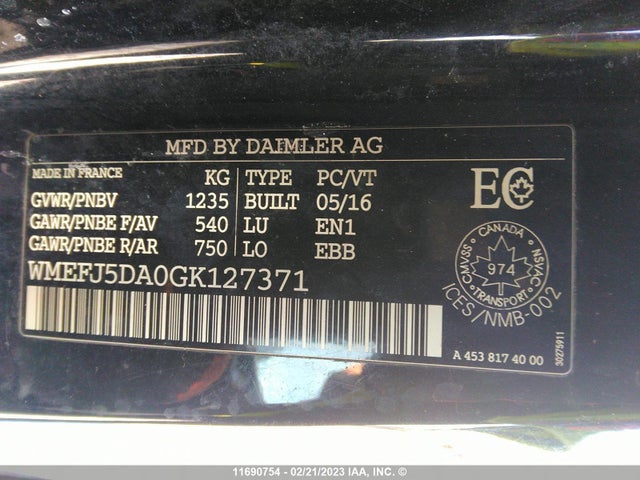 MFD BY DAIMLER AG
MADE IN FRANCE KG TYPE PC/VT
GVWR/PNBV 1235 BUILT 05/16
GAWR/PNBE F/AV 540 LU EN1
GAWR/PNBE R/AR 750 LO EBB
WMEFJ5DA0GK127371
EC
CANADA
CMVSS
974
NSVAC
TRANSPORT
ICES/NMB-002
A 453 817 40 00
30275911
11690754 - 02/21/2023 - IAA, Inc. ©